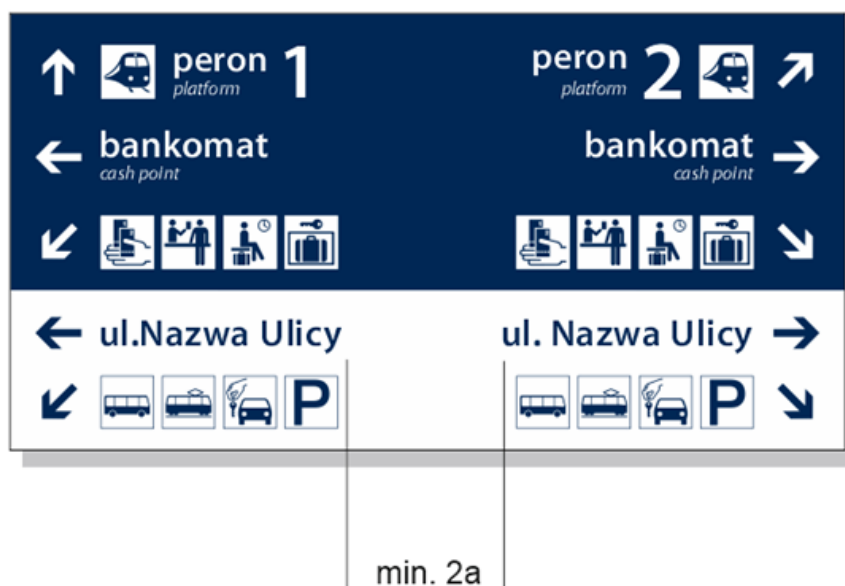 peron 1
platform
peron 2
platform
bankomat
cash point
bankomat
cash point
ul.Nazwa Ulicy
ul. Nazwa Ulicy
P
P
min. 2a